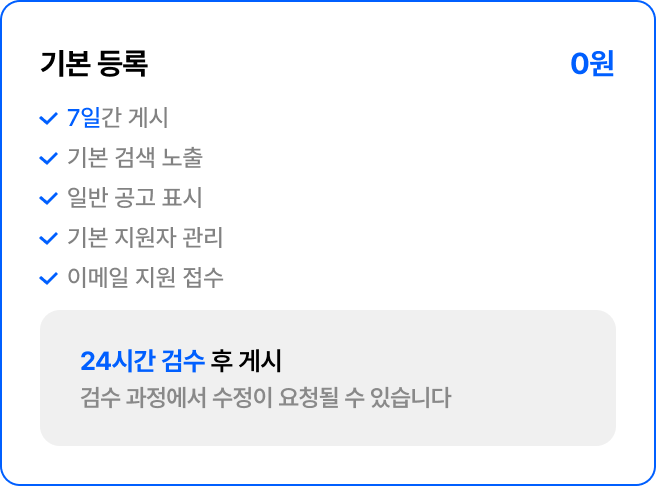 기본 등록 0원
7일간 게시
기본 검색 노출
일반 공고 표시
기본 지원자 관리
이메일 지원 접수
24시간 검수 후 게시
검수 과정에서 수정이 요청될 수 있습니다